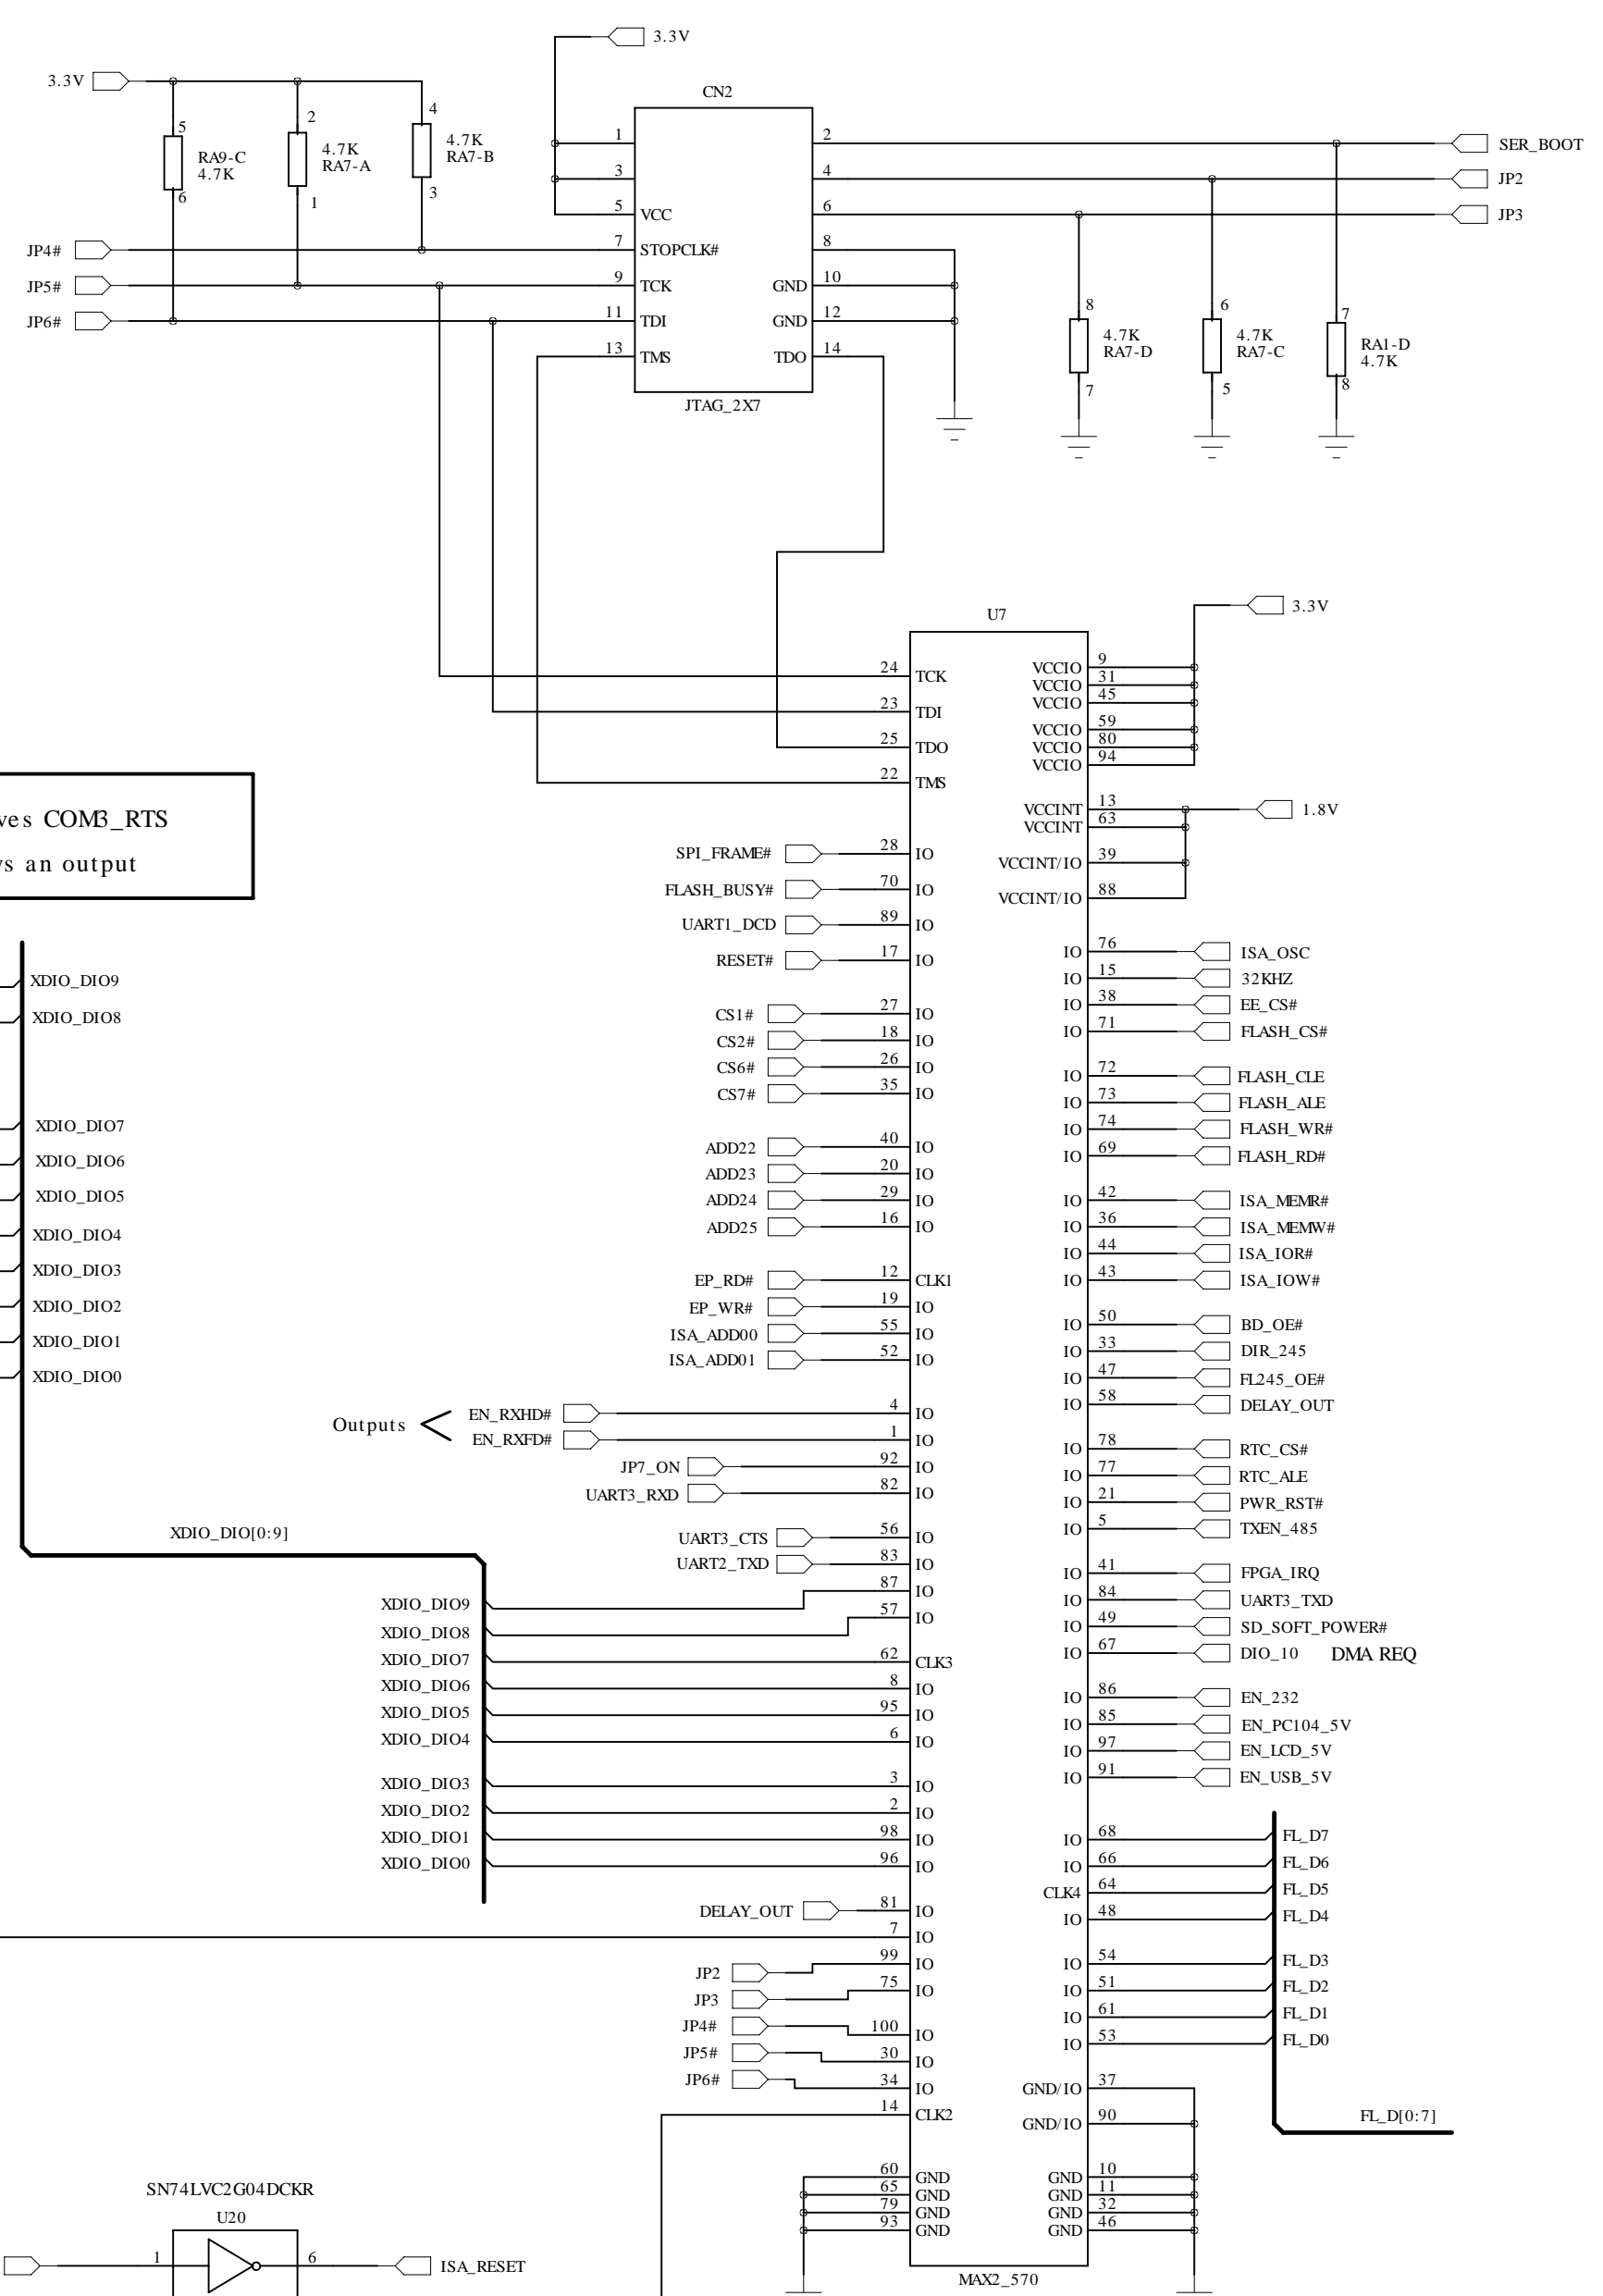 3.3V
3.3V
CN2
5
RA9-C
4.7K
6
2
4.7K
RA7-A
1
4
4.7K
RA7-B
3
1
3
5 VCC
7 STOPCLK#
9 TCK
11 TDI
13 TMS
2
4
6
8
GND 10
GND 12
TDO 14
JTAG_2X7
JP4#
JP5#
JP6#
SER_BOOT
JP2
JP3
8
4.7K
RA7-D
7
6
4.7K
RA7-C
5
7
RA1-D
4.7K
8
U7
3.3V
24 TCK
23 TDI
25 TDO
22 TMS
VCCIO 9
VCCIO 31
VCCIO 45
VCCIO 59
VCCIO 80
VCCIO 94
VCCINT 13 1.8V
VCCINT 63
VCCINT/IO 39
VCCINT/IO 88
ves COM3_RTS
ys an output
XDIO_DIO9
XDIO_DIO8
XDIO_DIO7
XDIO_DIO6
XDIO_DIO5
XDIO_DIO4
XDIO_DIO3
XDIO_DIO2
XDIO_DIO1
XDIO_DIO0
XDIO_DIO[0:9]
SPI_FRAME# 28 IO
FLASH_BUSY# 70 IO
UART1_DCD 89 IO
RESET# 17 IO
CS1# 27 IO
CS2# 18 IO
CS6# 26 IO
CS7# 35 IO
ADD22 40 IO
ADD23 20 IO
ADD24 29 IO
ADD25 16 IO
EP_RD# 12 CLK1
EP_WR# 19 IO
ISA_ADD00 55 IO
ISA_ADD01 52 IO
Outputs
EN_RXHD# 4 IO
EN_RXFD# 1 IO
JP7_ON 92 IO
UART3_RXD 82 IO
UART3_CTS 56 IO
UART2_TXD 83 IO
XDIO_DIO9 87 IO
XDIO_DIO8 57 IO
XDIO_DIO7 62 CLK3
XDIO_DIO6 8 IO
XDIO_DIO5 95 IO
XDIO_DIO4 6 IO
XDIO_DIO3 3 IO
XDIO_DIO2 2 IO
XDIO_DIO1 98 IO
XDIO_DIO0 96 IO
DELAY_OUT 81 IO
7 IO
JP2 99 IO
JP3 75 IO
JP4# 100 IO
JP5# 30 IO
JP6# 34 IO
14 CLK2
60 GND
65 GND
79 GND
93 GND
IO 76 ISA_OSC
IO 15 32KHZ
IO 38 EE_CS#
IO 71 FLASH_CS#
IO 72 FLASH_CLE
IO 73 FLASH_ALE
IO 74 FLASH_WR#
IO 69 FLASH_RD#
IO 42 ISA_MEMR#
IO 36 ISA_MEMW#
IO 44 ISA_IOR#
IO 43 ISA_IOW#
IO 50 BD_OE#
IO 33 DIR_245
IO 47 FL245_OE#
IO 58 DELAY_OUT
IO 78 RTC_CS#
IO 77 RTC_ALE
IO 21 PWR_RST#
IO 5 TXEN_485
IO 41 FPGA_IRQ
IO 84 UART3_TXD
IO 49 SD_SOFT_POWER#
IO 67 DIO_10 DMA REQ
IO 86 EN_232
IO 85 EN_PC104_5V
IO 97 EN_LCD_5V
IO 91 EN_USB_5V
IO 68 FL_D7
IO 66 FL_D6
CLK4 64 FL_D5
IO 48 FL_D4
IO 54 FL_D3
IO 51 FL_D2
IO 61 FL_D1
IO 53 FL_D0
FL_D[0:7]
GND/IO 37
GND/IO 90
GND 10
GND 11
GND 32
GND 46
MAX2_570
SN74LVC2G04DCKR
U20
1 6 ISA_RESET